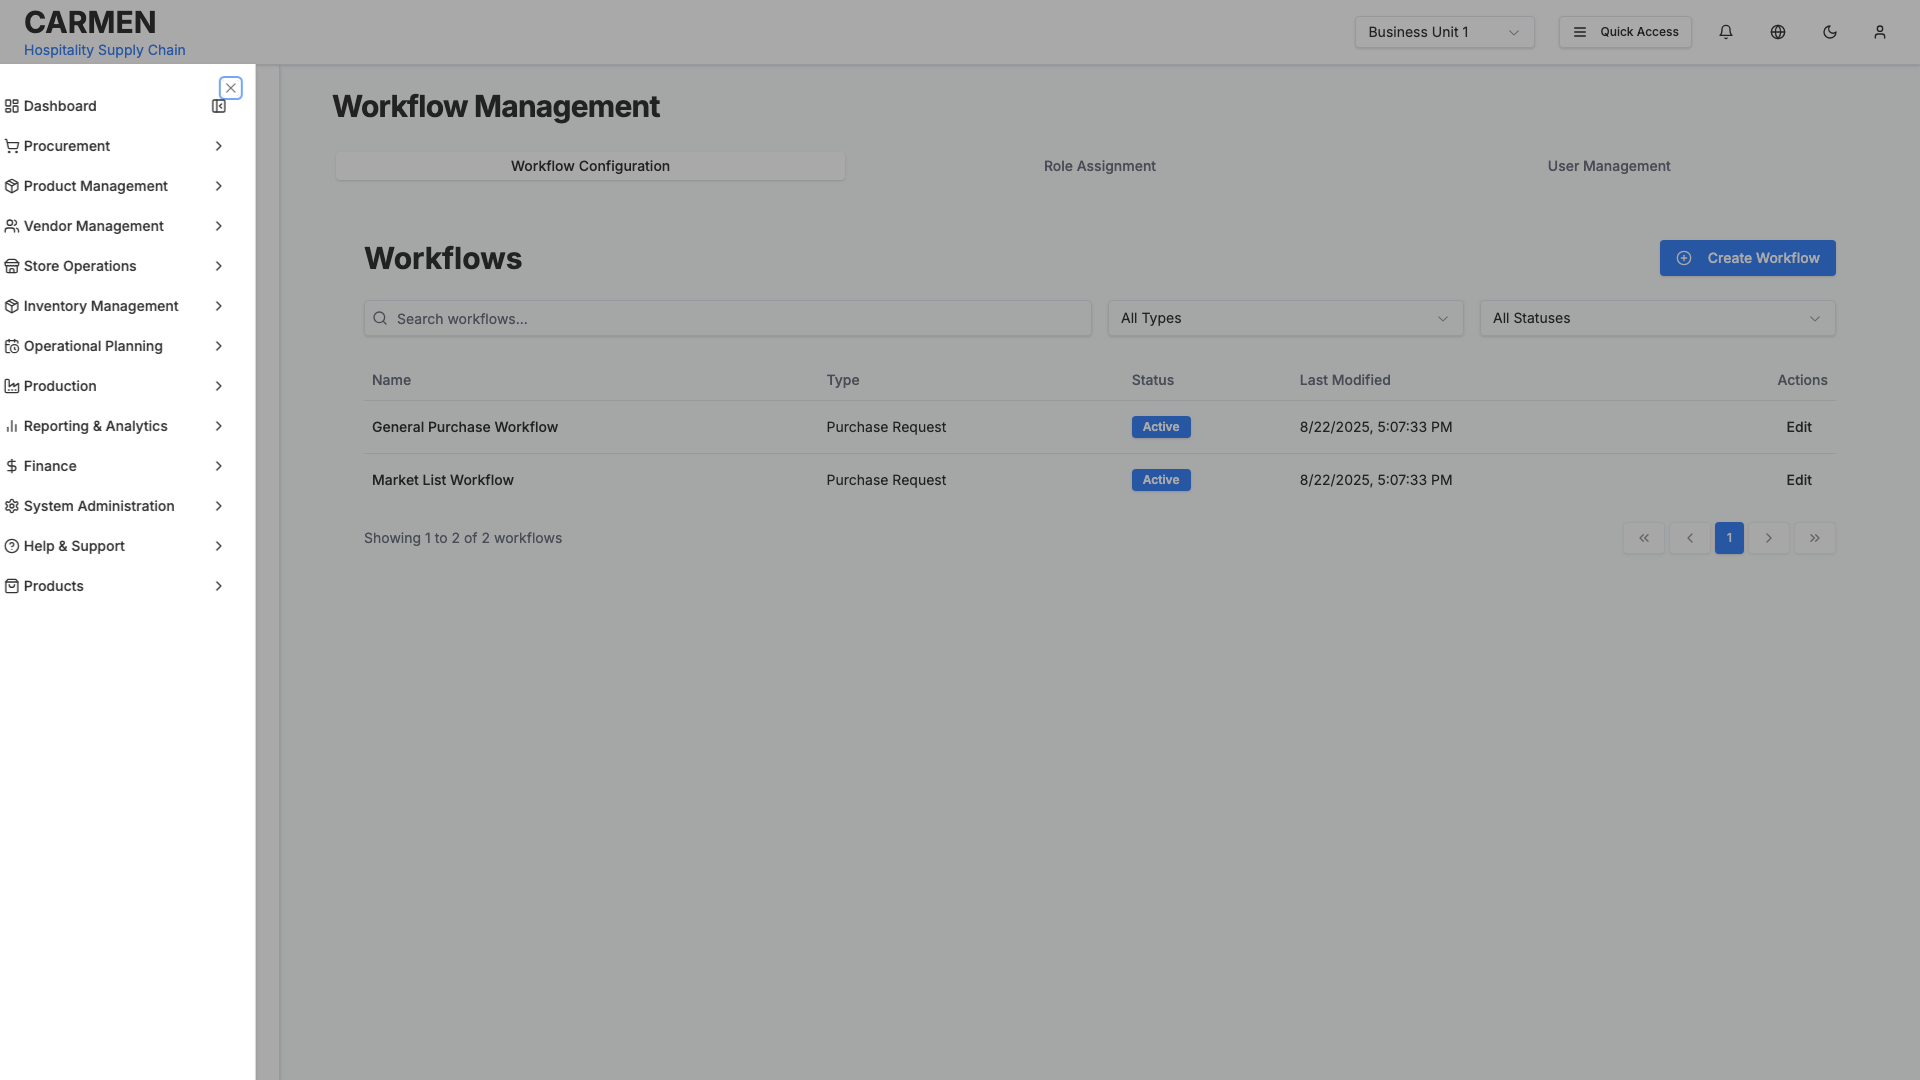 CARMEN
Hospitality Supply Chain
Business Unit 1
Quick Access
Dashboard
Procurement
Product Management
Vendor Management
Store Operations
Inventory Management
Operational Planning
Production
Reporting & Analytics
Finance
System Administration
Help & Support
Products
Workflow Management
Workflow Configuration Role Assignment User Management
Workflows
Create Workflow
Search workflows... All Types All Statuses
Name Type Status Last Modified Actions
General Purchase Workflow Purchase Request Active 8/22/2025, 5:07:33 PM Edit
Market List Workflow Purchase Request Active 8/22/2025, 5:07:33 PM Edit
Showing 1 to 2 of 2 workflows
1